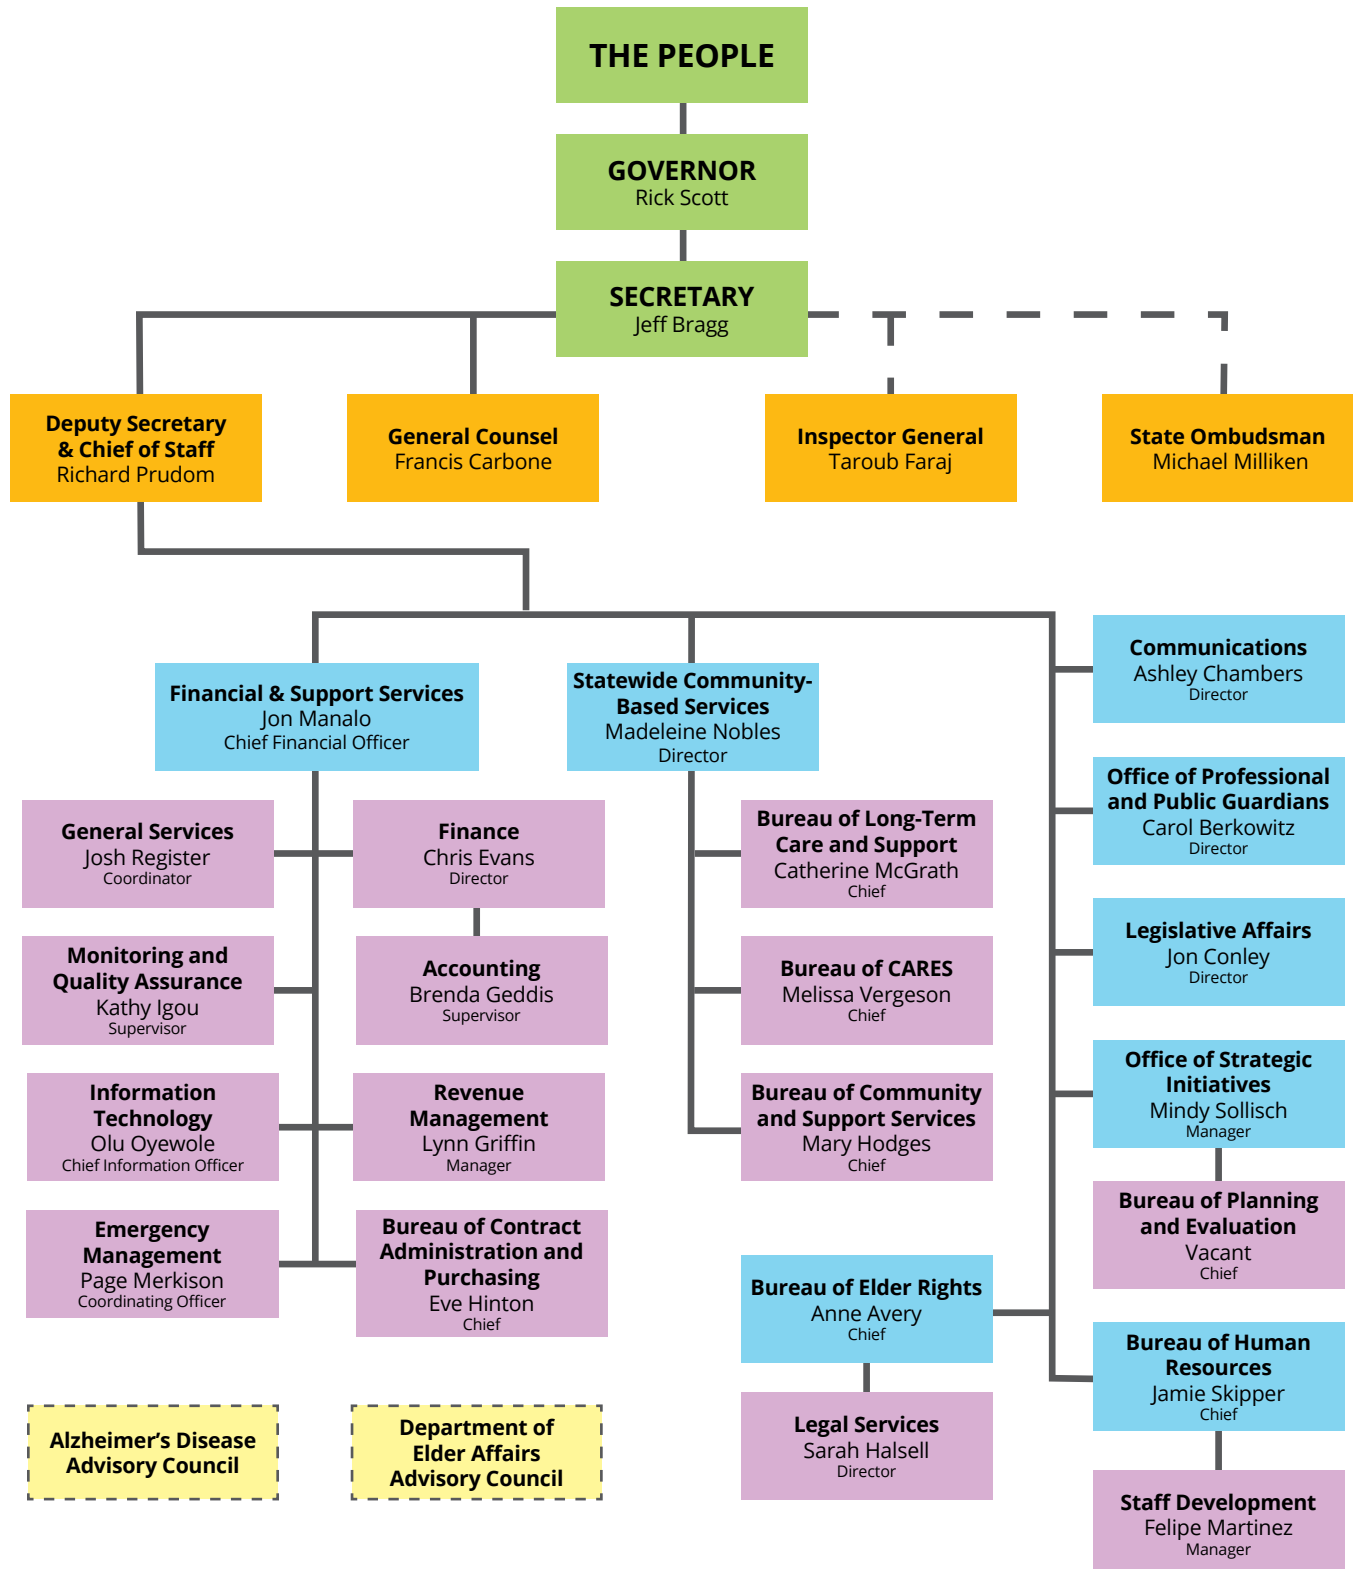 THE PEOPLE
GOVERNOR
Rick Scott
SECRETARY
Jeff Bragg
Deputy Secretary
& Chief of Staff
Richard Prudom
General Counsel
Francis Carbone
Inspector General
Taroub Faraj
State Ombudsman
Michael Milliken
Financial & Support Services
Jon Manalo
Chief Financial Officer
Statewide Community-
Based Services
Madeleine Nobles
Director
Communications
Ashley Chambers
Director
Office of Professional
and Public Guardians
Carol Berkowitz
Director
Legislative Affairs
Jon Conley
Director
Office of Strategic
Initiatives
Mindy Sollisch
Manager
Bureau of Planning
and Evaluation
Vacant
Chief
Bureau of Human
Resources
Jamie Skipper
Chief
Staff Development
Felipe Martinez
Manager
General Services
Josh Register
Coordinator
Finance
Chris Evans
Director
Monitoring and
Quality Assurance
Kathy Igou
Supervisor
Accounting
Brenda Geddis
Supervisor
Information
Technology
Olu Oyewole
Chief Information Officer
Revenue
Management
Lynn Griffin
Manager
Emergency
Management
Page Merkison
Coordinating Officer
Bureau of Contract
Administration and
Purchasing
Eve Hinton
Chief
Bureau of Long-Term
Care and Support
Catherine McGrath
Chief
Bureau of CARES
Melissa Vergeson
Chief
Bureau of Community
and Support Services
Mary Hodges
Chief
Bureau of Elder Rights
Anne Avery
Chief
Legal Services
Sarah Halsell
Director
Alzheimer’s Disease
Advisory Council
Department of
Elder Affairs
Advisory Council